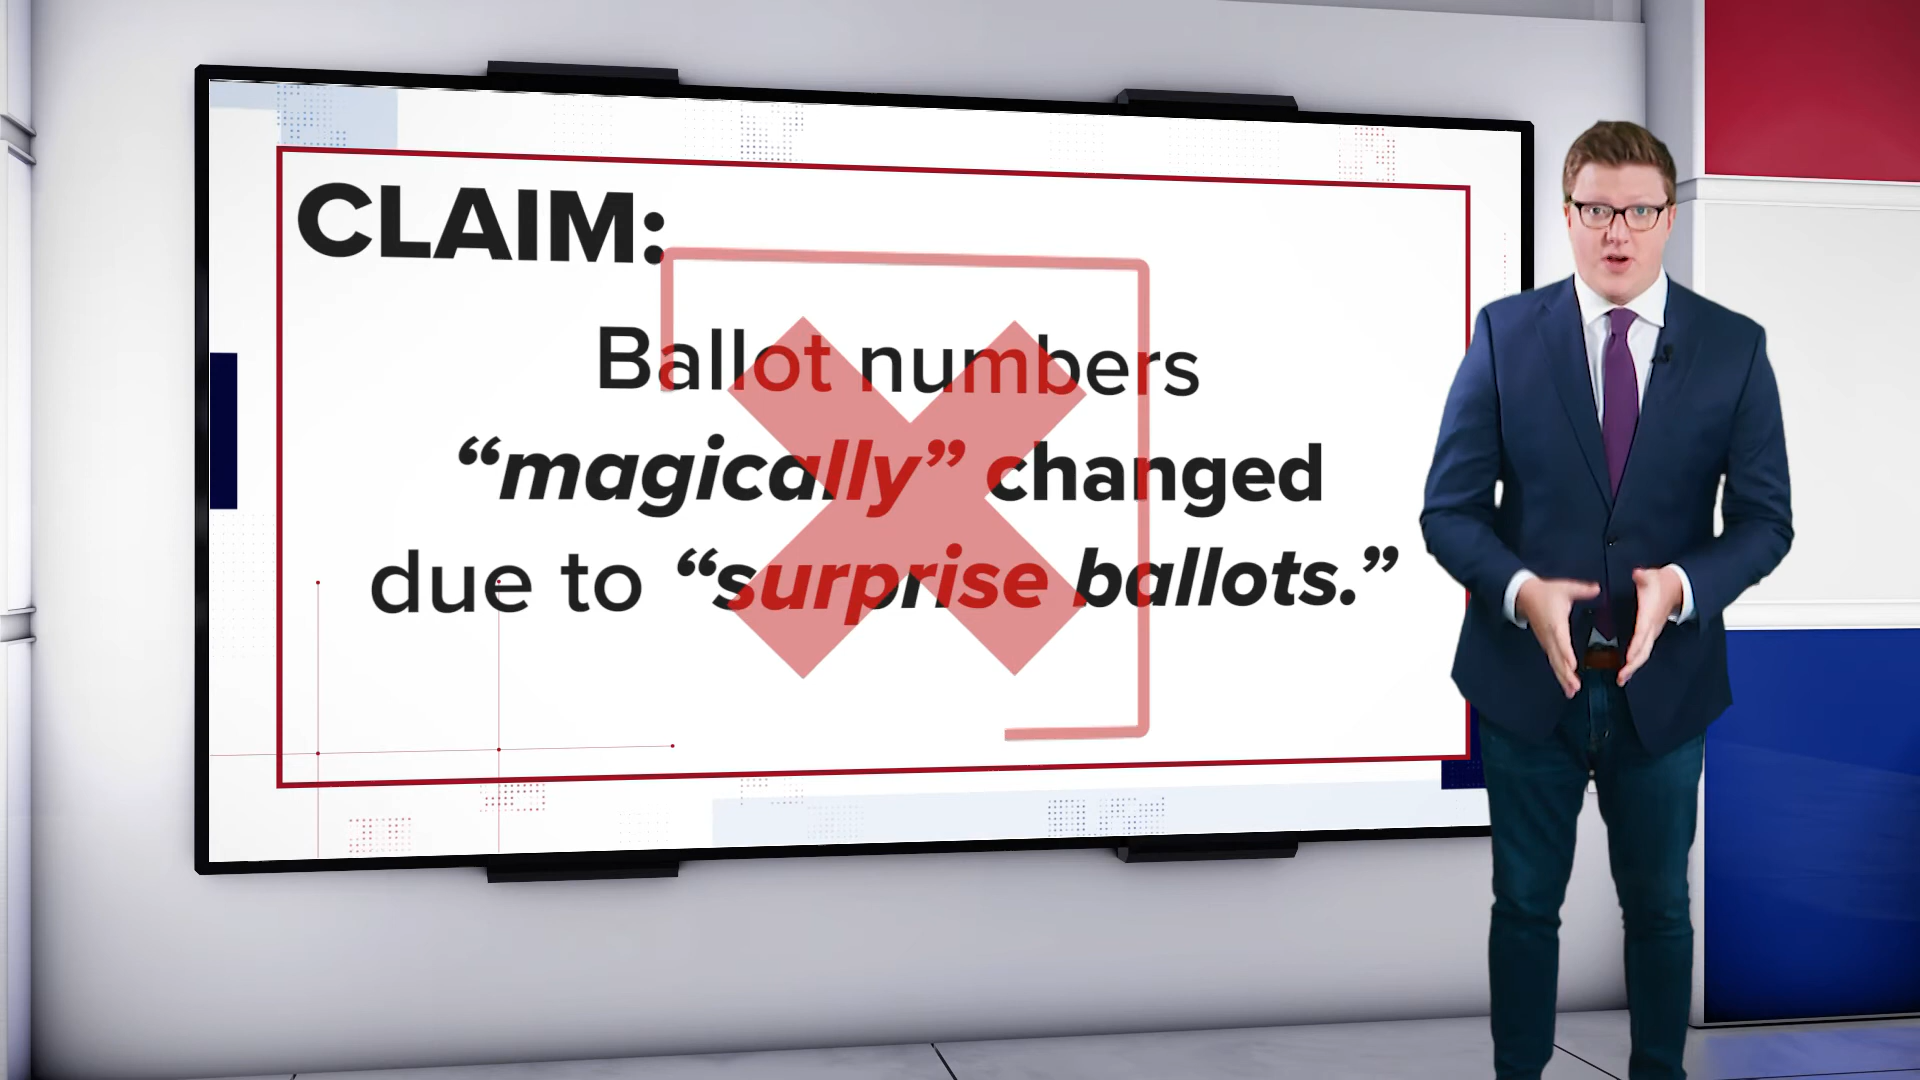 CLAIM:
Ballot numbers
“magically” changed
due to “surprise ballots.”